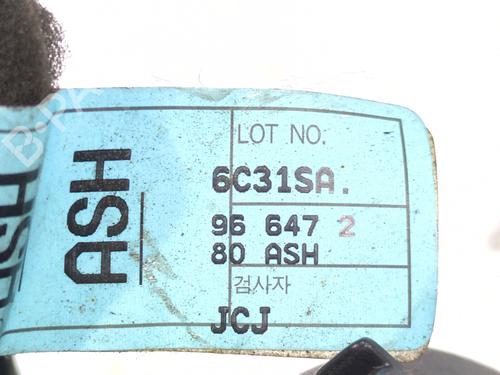 ASH
LOT NO.
6C31SA.
96 647 2
80 ASH
검사자
JCJ